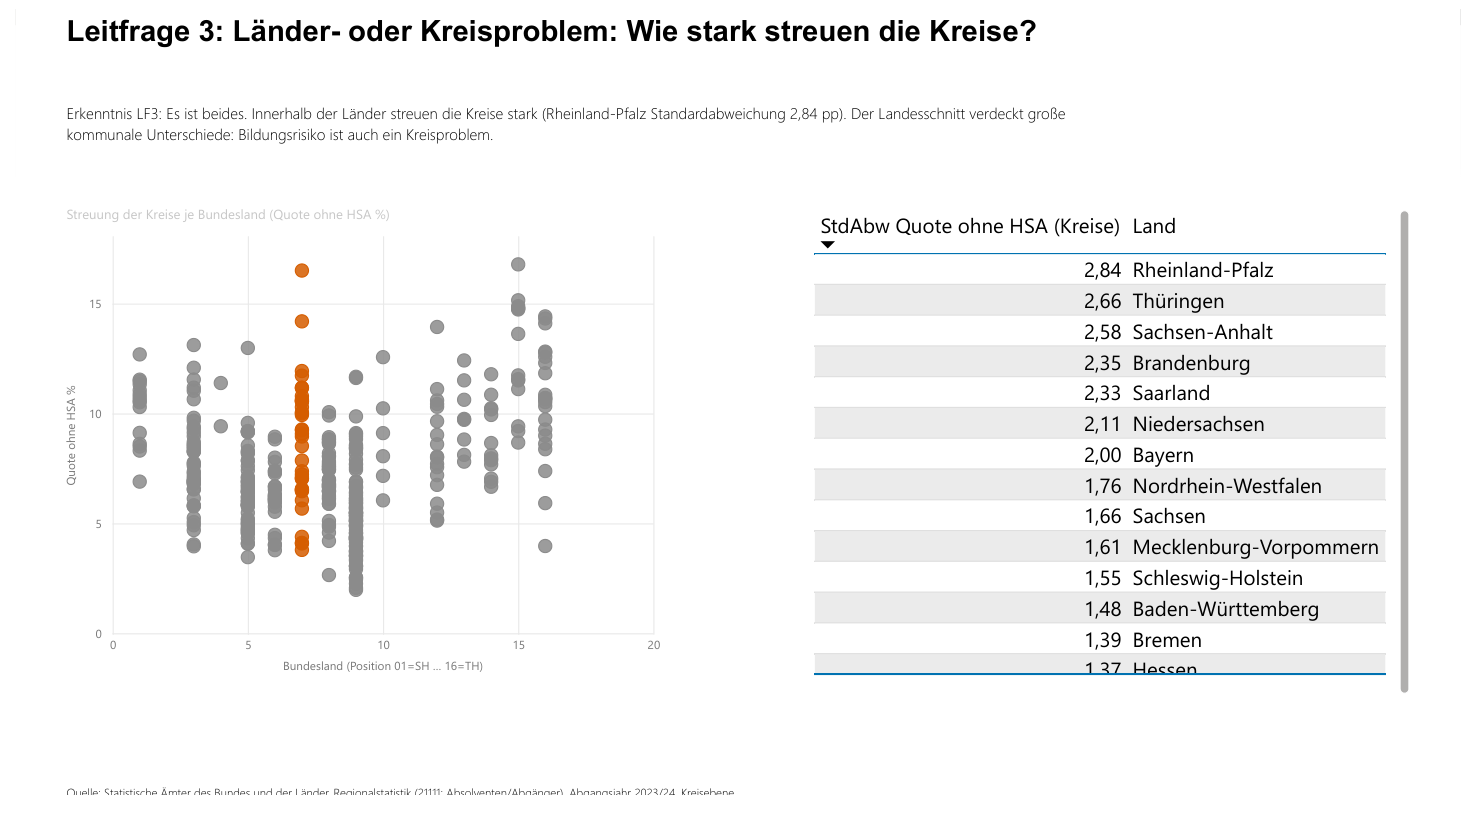 Leitfrage 3: Länder- oder Kreisproblem: Wie stark streuen die Kreise?
Erkenntnis LF3: Es ist beides. Innerhalb der Länder streuen die Kreise stark (Rheinland-Pfalz Standardabweichung 2,84 pp). Der Landesschnitt verdeckt große
kommunale Unterschiede: Bildungsrisiko ist auch ein Kreisproblem.
Streuung der Kreise je Bundesland (Quote ohne HSA %)
15
10
5
0
Quote ohne HSA %
0 5 10 15 20
Bundesland (Position 01=SH ... 16=TH)
StdAbw Quote ohne HSA (Kreise) Land
2,84 Rheinland-Pfalz
2,66 Thüringen
2,58 Sachsen-Anhalt
2,35 Brandenburg
2,33 Saarland
2,11 Niedersachsen
2,00 Bayern
1,76 Nordrhein-Westfalen
1,66 Sachsen
1,61 Mecklenburg-Vorpommern
1,55 Schleswig-Holstein
1,48 Baden-Württemberg
1,39 Bremen
1,37 Hessen
Quelle: Statistische Ämter des Bundes und der Länder, Regionalstatistik (21111: Absolventen/Abgänger), Abgangsjahr 2023/24, Kreisebene